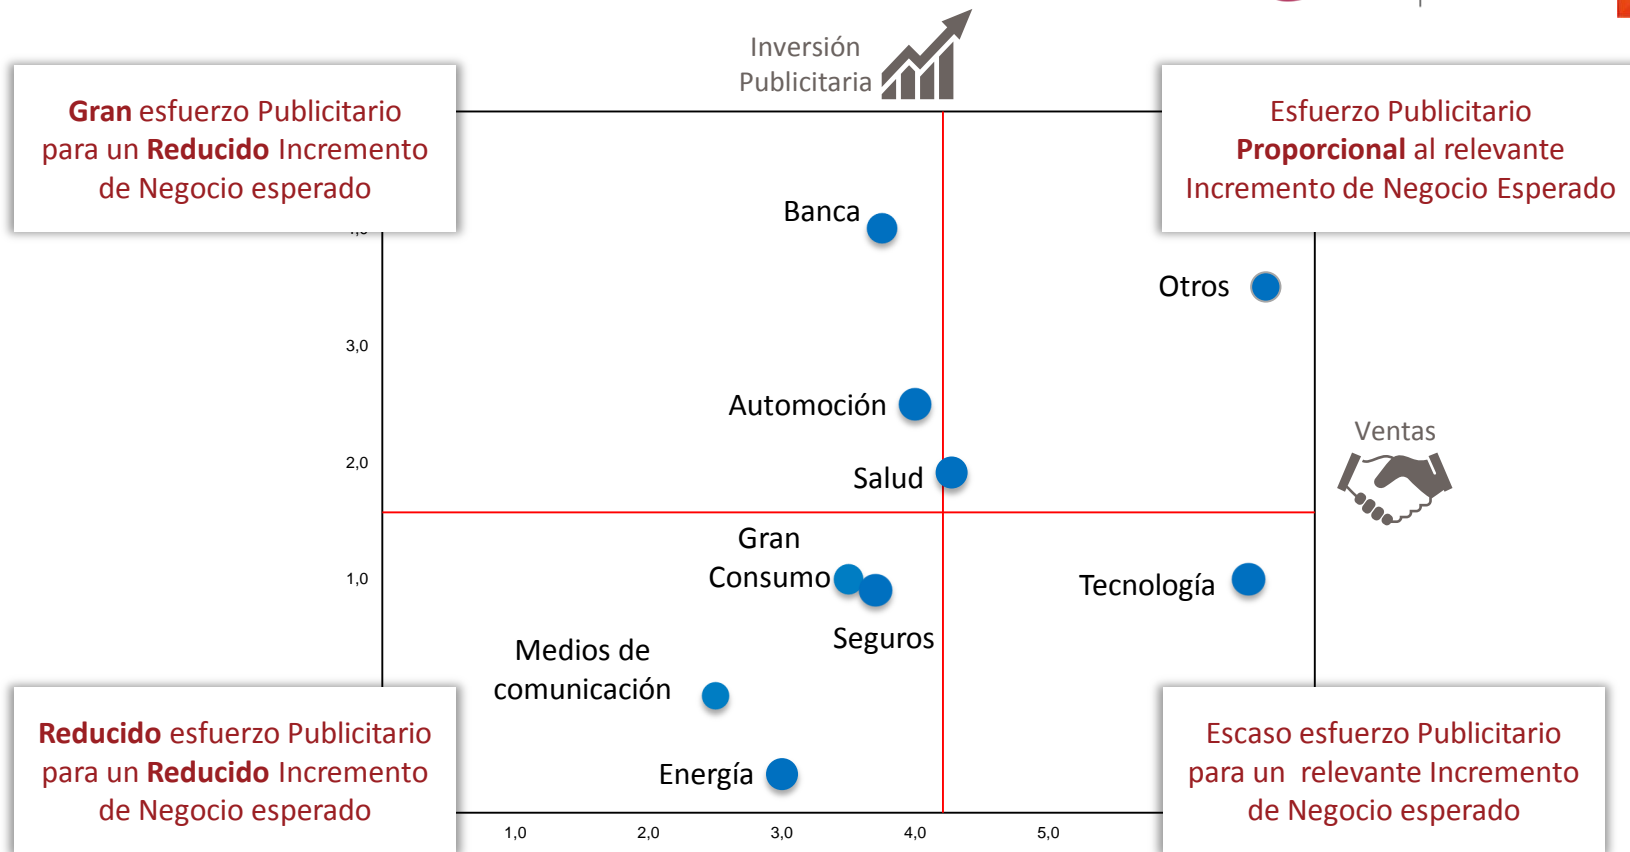 Inversión
Publicitaria
Gran esfuerzo Publicitario
para un Reducido Incremento
de Negocio esperado
Esfuerzo Publicitario
Proporcional al relevante
Incremento de Negocio Esperado
Banca
Otros
3,0
Automoción
Ventas
2,0
Salud
Gran
Consumo
1,0
Tecnología
Seguros
Medios de
comunicación
Energía
Reducido esfuerzo Publicitario
para un Reducido Incremento
de Negocio esperado
Escaso esfuerzo Publicitario
para un relevante Incremento
de Negocio esperado
1,0
2,0
3,0
4,0
5,0